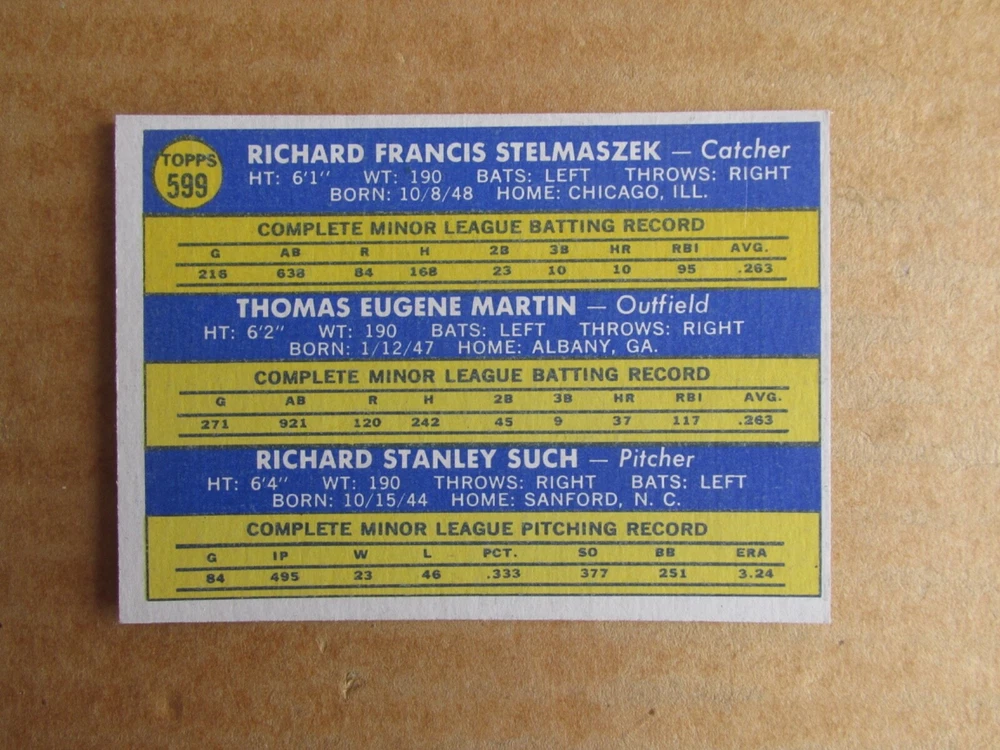 TOPPS
599
RICHARD FRANCIS STELMASZEK — Catcher
HT: 6'1" WT: 190 BATS: LEFT THROWS: RIGHT
BORN: 10/8/48 HOME: CHICAGO, ILL.
COMPLETE MINOR LEAGUE BATTING RECORD
G AB R H 2B 3B HR RBI AVG.
216 638 84 168 23 10 10 95 .263
THOMAS EUGENE MARTIN — Outfield
HT: 6'2" WT: 190 BATS: LEFT THROWS: RIGHT
BORN: 1/12/47 HOME: ALBANY, GA.
COMPLETE MINOR LEAGUE BATTING RECORD
G AB R H 2B 3B HR RBI AVG.
271 921 120 242 45 9 37 117 .263
RICHARD STANLEY SUCH — Pitcher
HT: 6'4" WT: 190 THROWS: RIGHT BATS: LEFT
BORN: 10/15/44 HOME: SANFORD, N. C.
COMPLETE MINOR LEAGUE PITCHING RECORD
G IP W L PCT. SO BB ERA
84 495 23 46 .333 377 251 3.24